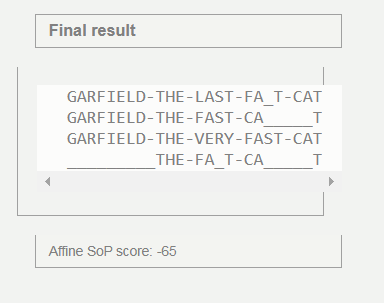 Final result
GARFIELD-THE-LAST-FA_T-CAT
GARFIELD-THE-FAST-CA_____T
GARFIELD-THE-VERY-FAST-CAT
_________THE-FA_T-CA_____T
Affine SoP score: -65